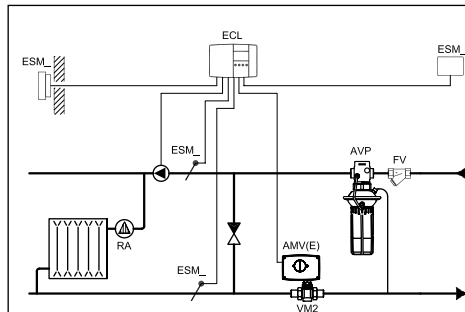 ECL
ESM_
ESM_
ESM_
AVP
FV
RA
AMV(E)
ESM_
VM2